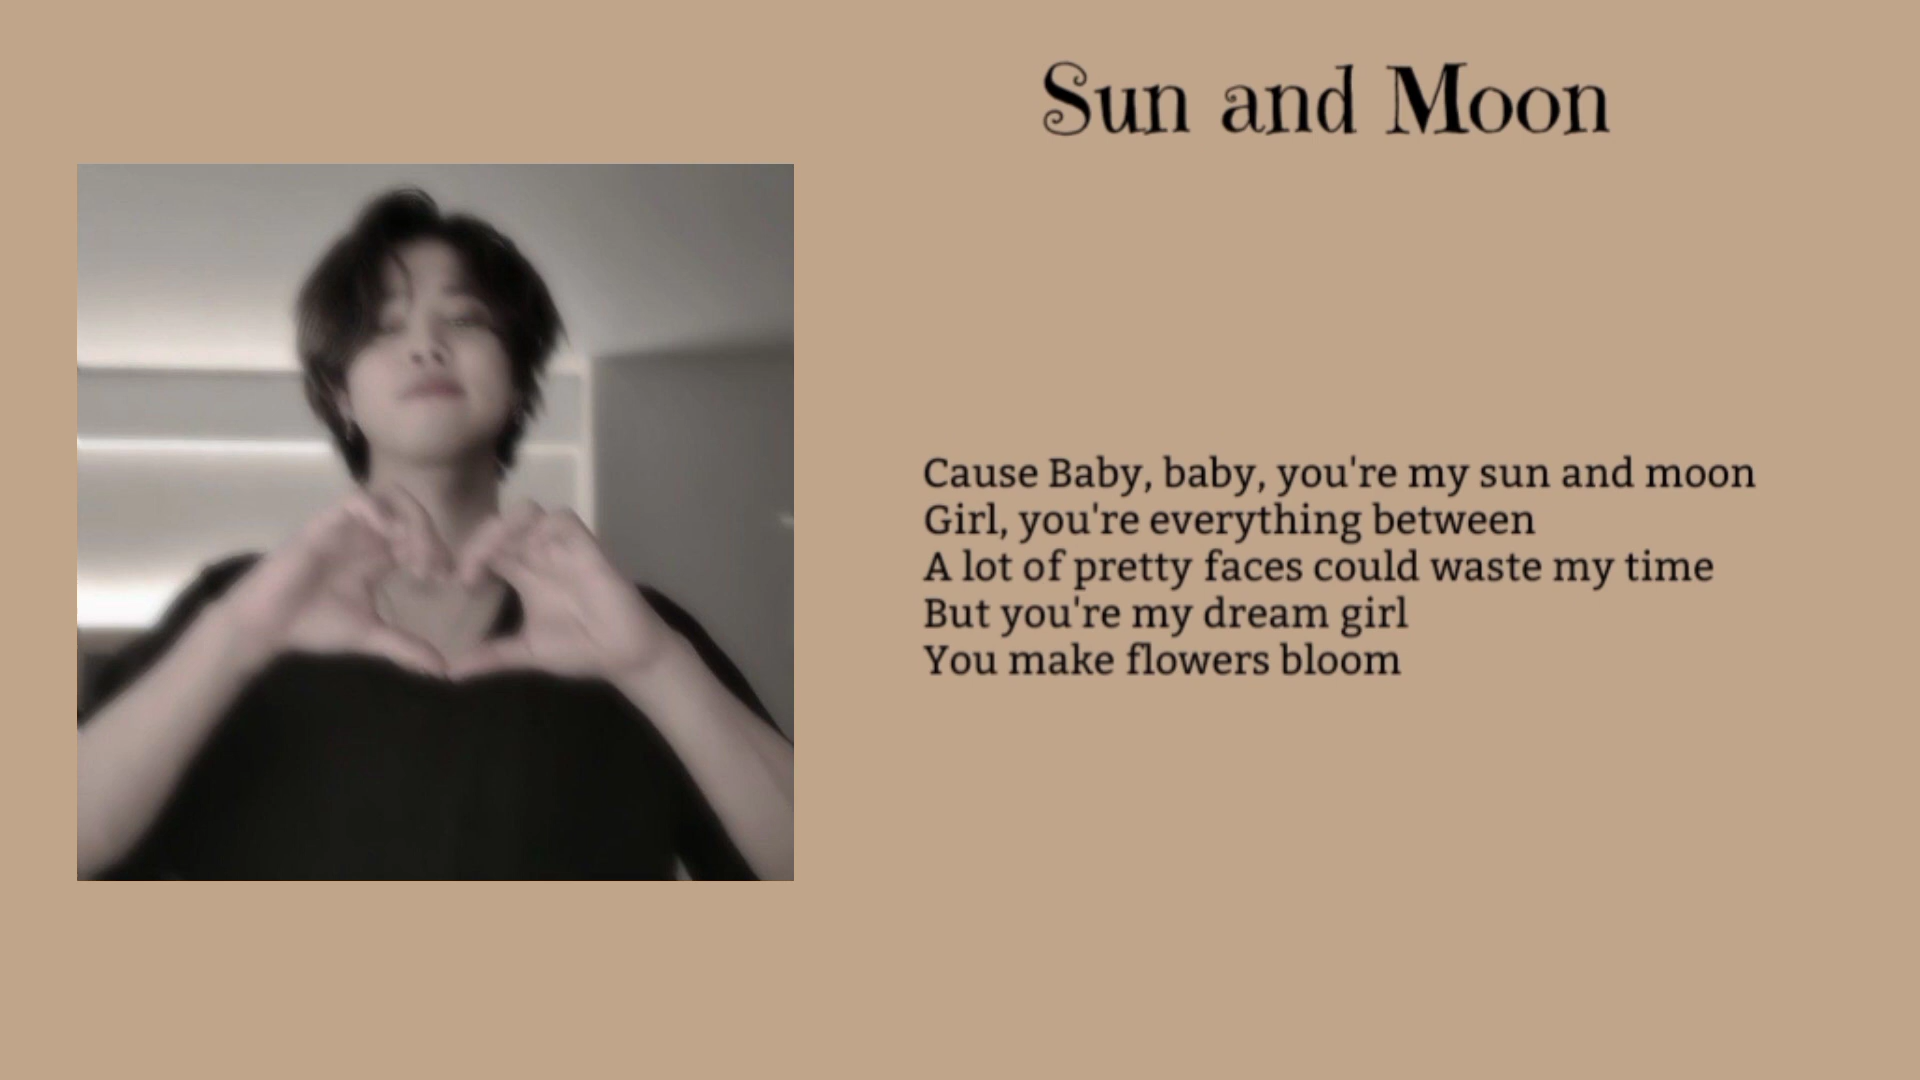 Sun and Moon
Cause Baby, baby, you're my sun and moon
Girl, you're everything between
A lot of pretty faces could waste my time
But you're my dream girl
You make flowers bloom